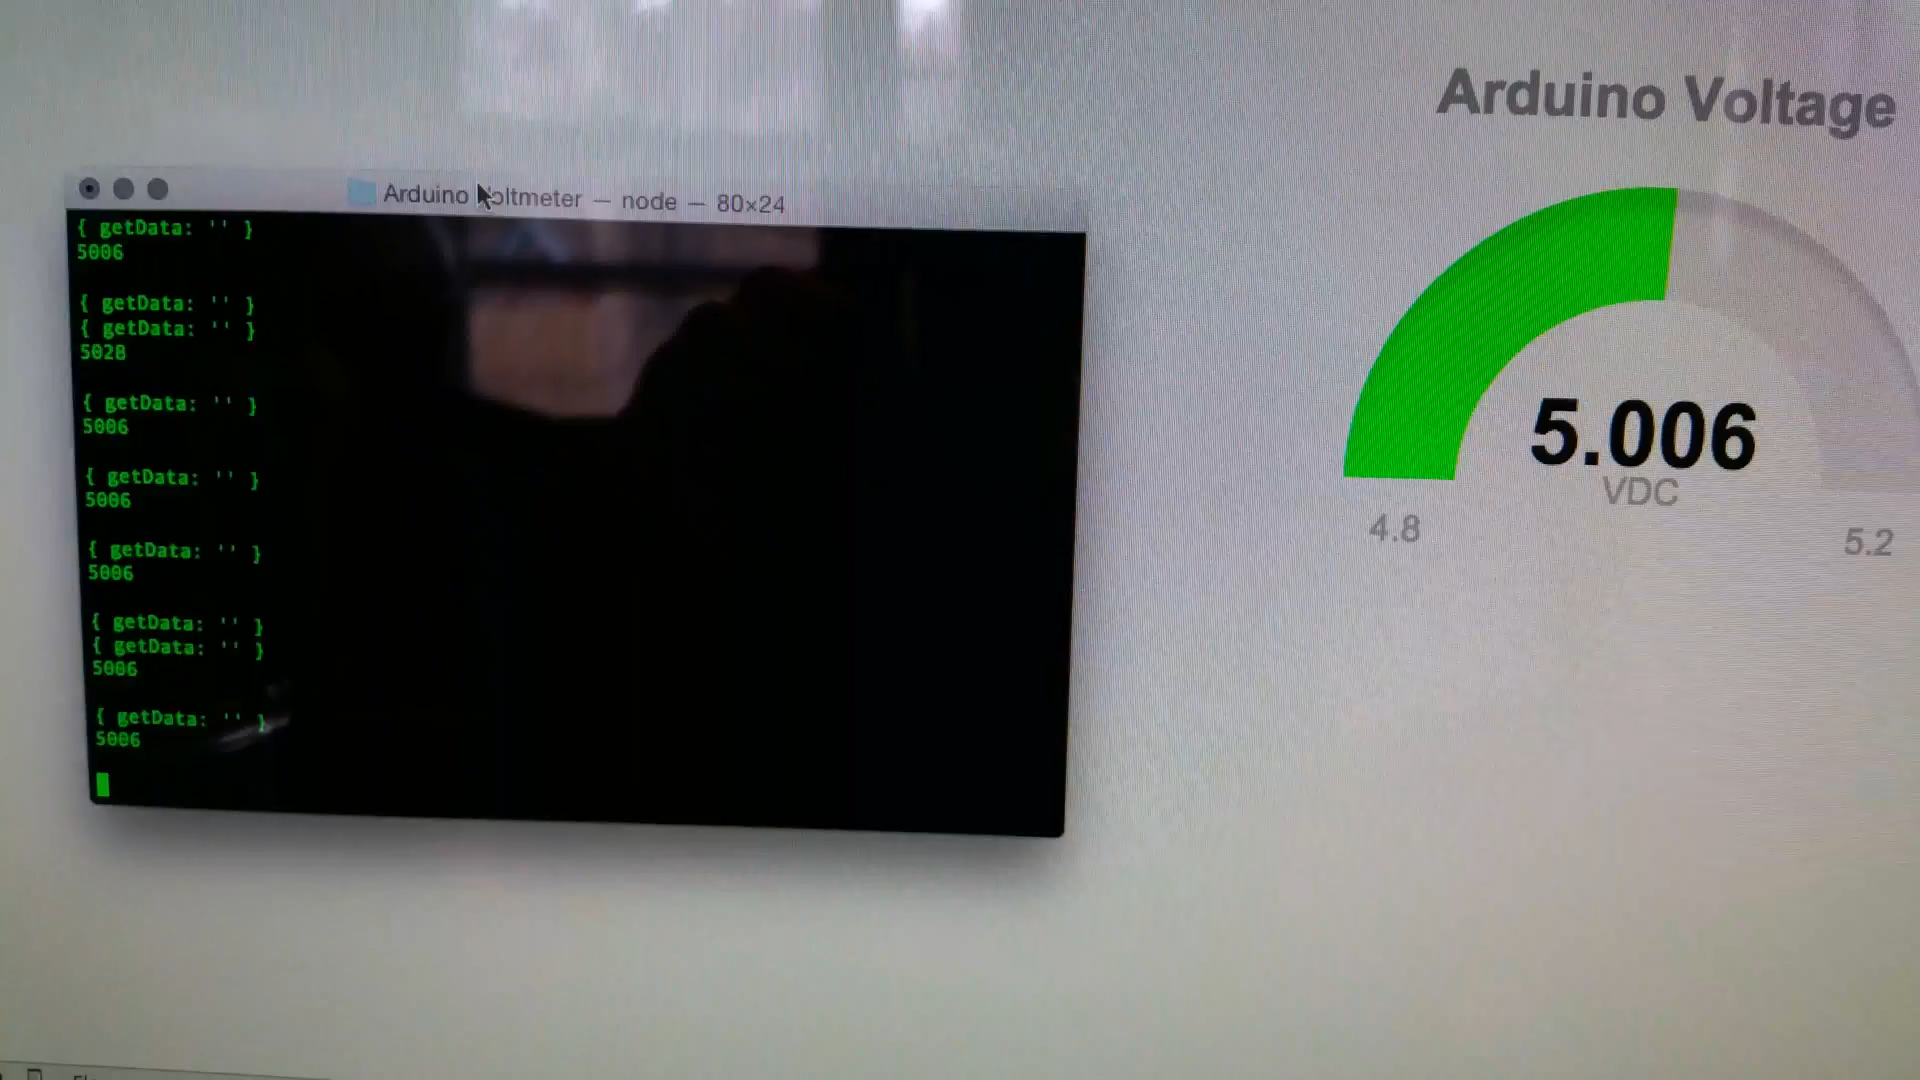 Arduino Voltmeter — node — 80×24
{ getData: '' }
5006
{ getData: '' }
{ getData: '' }
5028
{ getData: '' }
5006
{ getData: '' }
5006
{ getData: '' }
5006
{ getData: '' }
{ getData: '' }
5006
{ getData: '' }
5006
Arduino Voltage
5.006
VDC
4.8
5.2